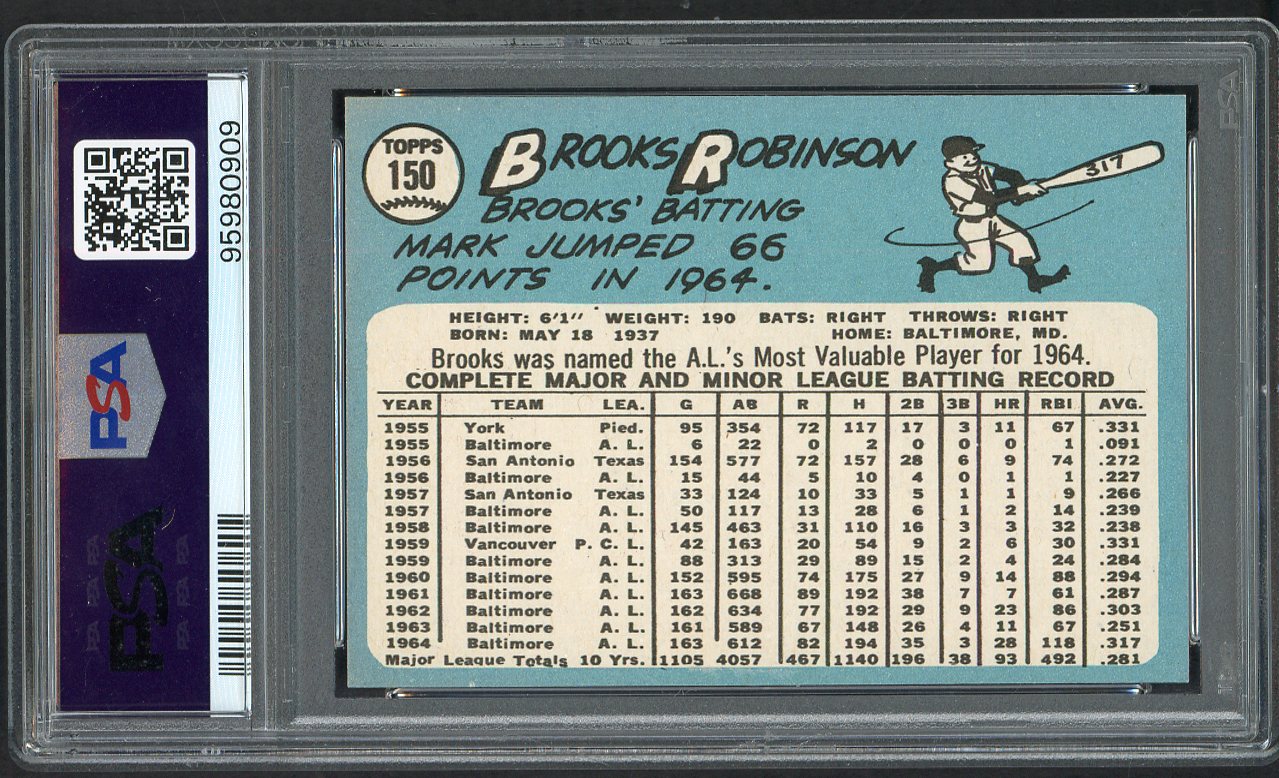 95980909
PSA
PSA
PSA
TOPPS
150
BROOKS ROBINSON
317
BROOKS' BATTING
MARK JUMPED 66
POINTS IN 1964.
HEIGHT: 6'1" WEIGHT: 190 BATS: RIGHT THROWS: RIGHT
BORN: MAY 18 1937 HOME: BALTIMORE, MD.
Brooks was named the A.L.'s Most Valuable Player for 1964.
COMPLETE MAJOR AND MINOR LEAGUE BATTING RECORD
YEAR TEAM LEA. G AB R H 2B 3B HR RBI AVG.
1955 York Pied. 95 354 72 117 17 3 11 67 .331
1955 Baltimore A. L. 6 22 0 2 0 0 0 1 .091
1956 San Antonio Texas 154 577 72 157 28 6 9 74 .272
1956 Baltimore A. L. 15 44 5 10 4 0 1 1 .227
1957 San Antonio Texas 33 124 10 33 5 1 1 9 .266
1957 Baltimore A. L. 50 117 13 28 6 1 2 14 .239
1958 Baltimore A. L. 145 463 31 110 16 3 3 32 .238
1959 Vancouver P. C. L. 42 163 20 54 9 2 6 30 .331
1959 Baltimore A. L. 88 313 29 89 15 2 4 24 .284
1960 Baltimore A. L. 152 595 74 175 27 9 14 88 .294
1961 Baltimore A. L. 163 668 89 192 38 7 7 61 .287
1962 Baltimore A. L. 162 634 77 192 29 9 23 86 .303
1963 Baltimore A. L. 161 589 67 148 26 4 11 67 .251
1964 Baltimore A. L. 163 612 82 194 35 3 28 118 .317
Major League Totals 10 Yrs. 1105 4057 467 1140 196 38 93 492 .281